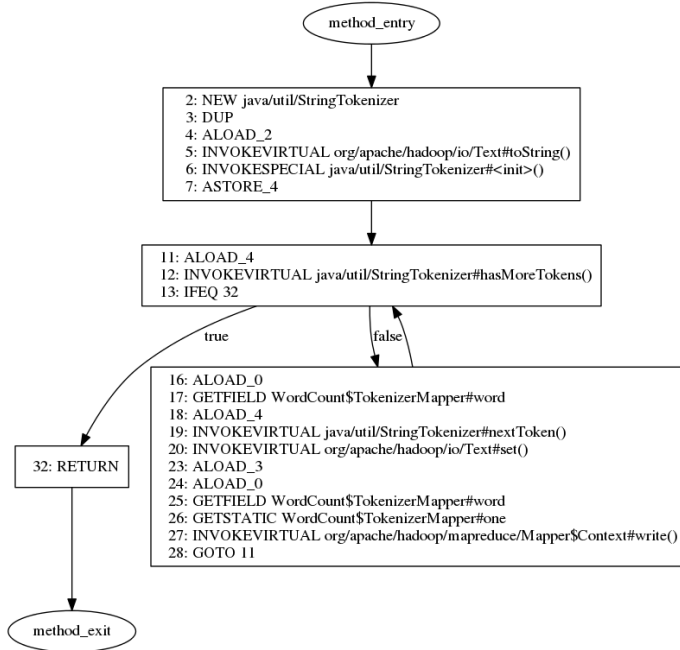 method_entry
2: NEW java/util/StringTokenizer
3: DUP
4: ALOAD_2
5: INVOKEVIRTUAL org/apache/hadoop/io/Text#toString()
6: INVOKESPECIAL java/util/StringTokenizer#<init>()
7: ASTORE_4
11: ALOAD_4
12: INVOKEVIRTUAL java/util/StringTokenizer#hasMoreTokens()
13: IFEQ 32
true
false
16: ALOAD_0
17: GETFIELD WordCount$TokenizerMapper#word
18: ALOAD_4
19: INVOKEVIRTUAL java/util/StringTokenizer#nextToken()
20: INVOKEVIRTUAL org/apache/hadoop/io/Text#set()
23: ALOAD_3
24: ALOAD_0
25: GETFIELD WordCount$TokenizerMapper#word
26: GETSTATIC WordCount$TokenizerMapper#one
27: INVOKEVIRTUAL org/apache/hadoop/mapreduce/Mapper$Context#write()
28: GOTO 11
32: RETURN
method_exit